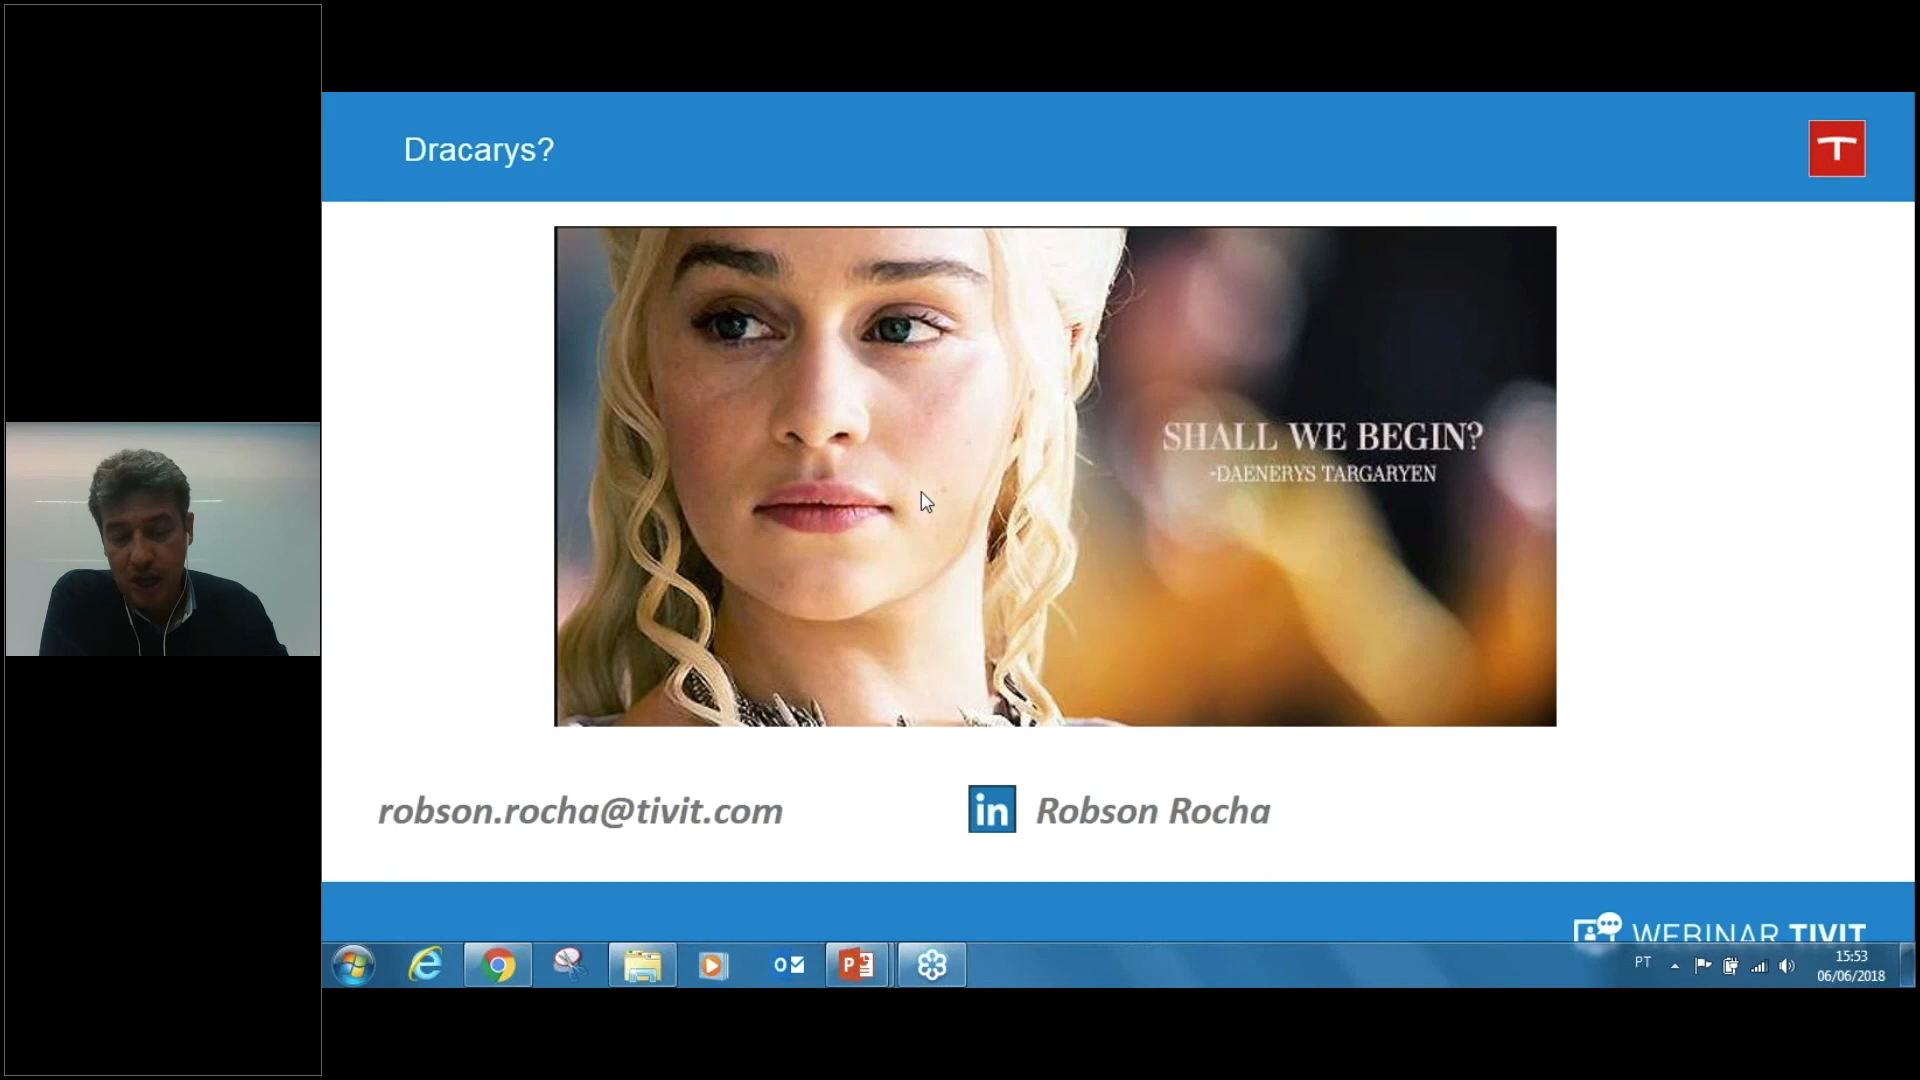 Dracarys?
T
SHALL WE BEGIN?
-DAENERYS TARGARYEN
robson.rocha@tivit.com
in Robson Rocha
WEBINAR TIVIT
PT
15:53
06/06/2018